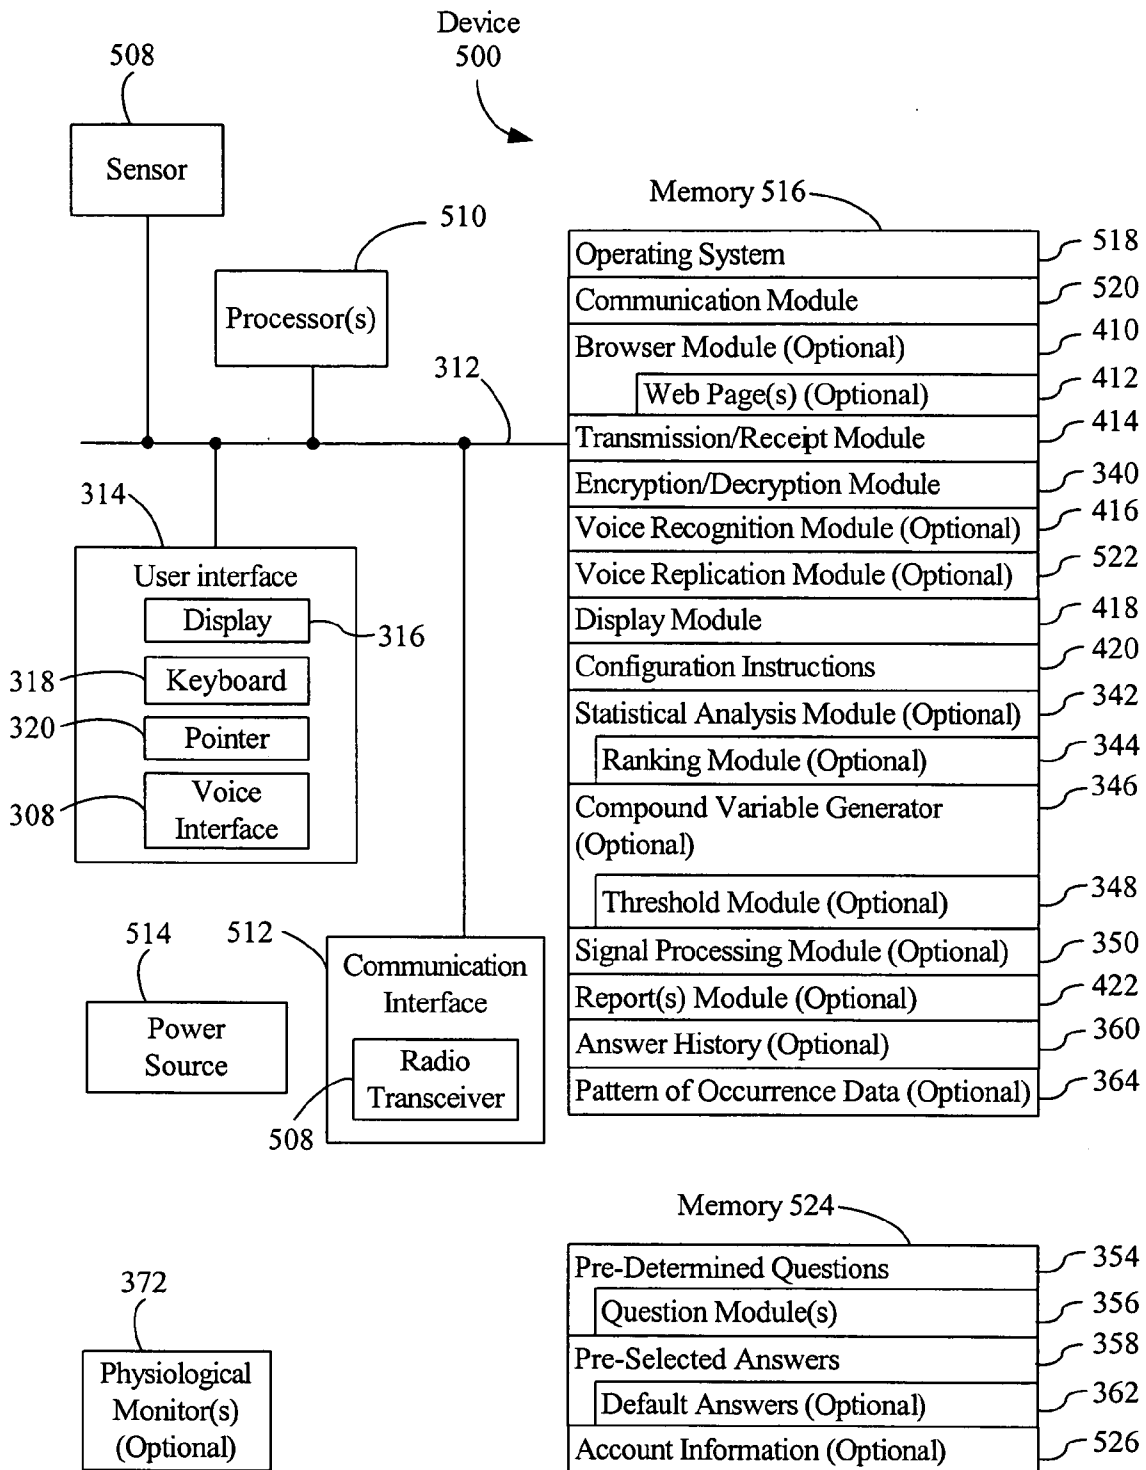 Device
500
508
Sensor
510
Processor(s)
312
314
User interface
Display
316
318
Keyboard
320
Pointer
308
Voice
Interface
514
Power
Source
512
Communication
Interface
Radio
Transceiver
508
Memory 516
Operating System
518
Communication Module
520
Browser Module (Optional)
410
Web Page(s) (Optional)
412
Transmission/Receipt Module
414
Encryption/Decryption Module
340
Voice Recognition Module (Optional)
416
Voice Replication Module (Optional)
522
Display Module
418
Configuration Instructions
420
Statistical Analysis Module (Optional)
342
Ranking Module (Optional)
344
Compound Variable Generator
(Optional)
346
Threshold Module (Optional)
348
Signal Processing Module (Optional)
350
Report(s) Module (Optional)
422
Answer History (Optional)
360
Pattern of Occurrence Data (Optional)
364
372
Physiological
Monitor(s)
(Optional)
Memory 524
Pre-Determined Questions
354
Question Module(s)
356
Pre-Selected Answers
358
Default Answers (Optional)
362
Account Information (Optional)
526